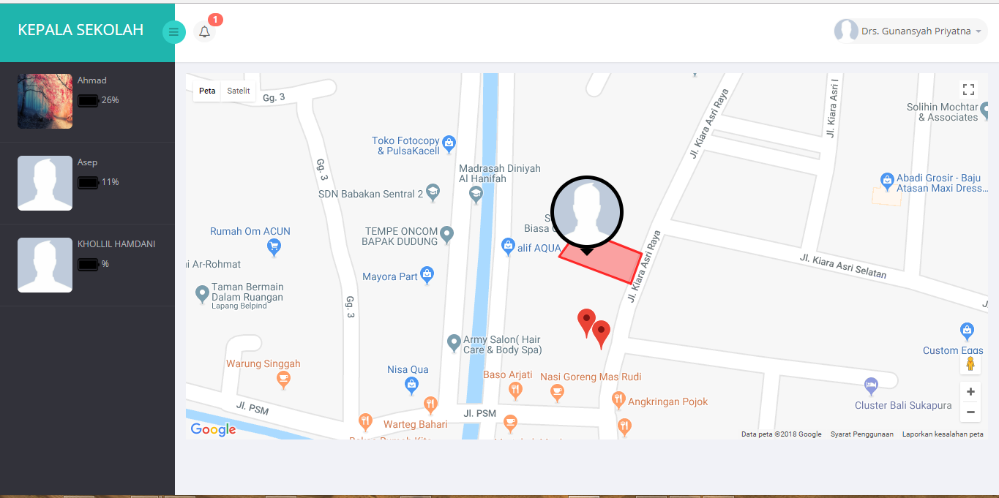 KEPALA SEKOLAH
1
Drs. Gunansyah Priyatna
Ahmad
26%
Asep
11%
KHOLLIL HAMDANI
%
Peta
Satelit
Gg. 3
Jl. Kiara Asri Raya
Jl. Kiara Asri I
Solihin Mochtar
& Associates
Toko Fotocopy
& PulsaKacell
Gg. 3
Madrasah Diniyah
Al Hanifah
Abadi Grosir - Baju
Atasan Maxi Dress...
SDN Babakan Sentral 2
Rumah Om ACUN
TEMPE ONCOM
BAPAK DUDUNG
Biasa
alif AQUA
Jl. Kiara Asri Raya
Ar-Rohmat
Jl. Kiara Asri Selatan
Mayora Part
Taman Bermain
Dalam Ruangan
Lapang Belpind
Gg. 3
Army Salon( Hair
Care & Body Spa)
Custom Eggs
Warung Singgah
Nisa Qua
Baso Arjati
Nasi Goreng Mas Rudi
Jl. PSM
Jl. PSM
Angkringan Pojok
Cluster Bali Sukapura
Warteg Bahari
Google
Data peta ©2018 Google
Syarat Penggunaan
Laporkan kesalahan peta